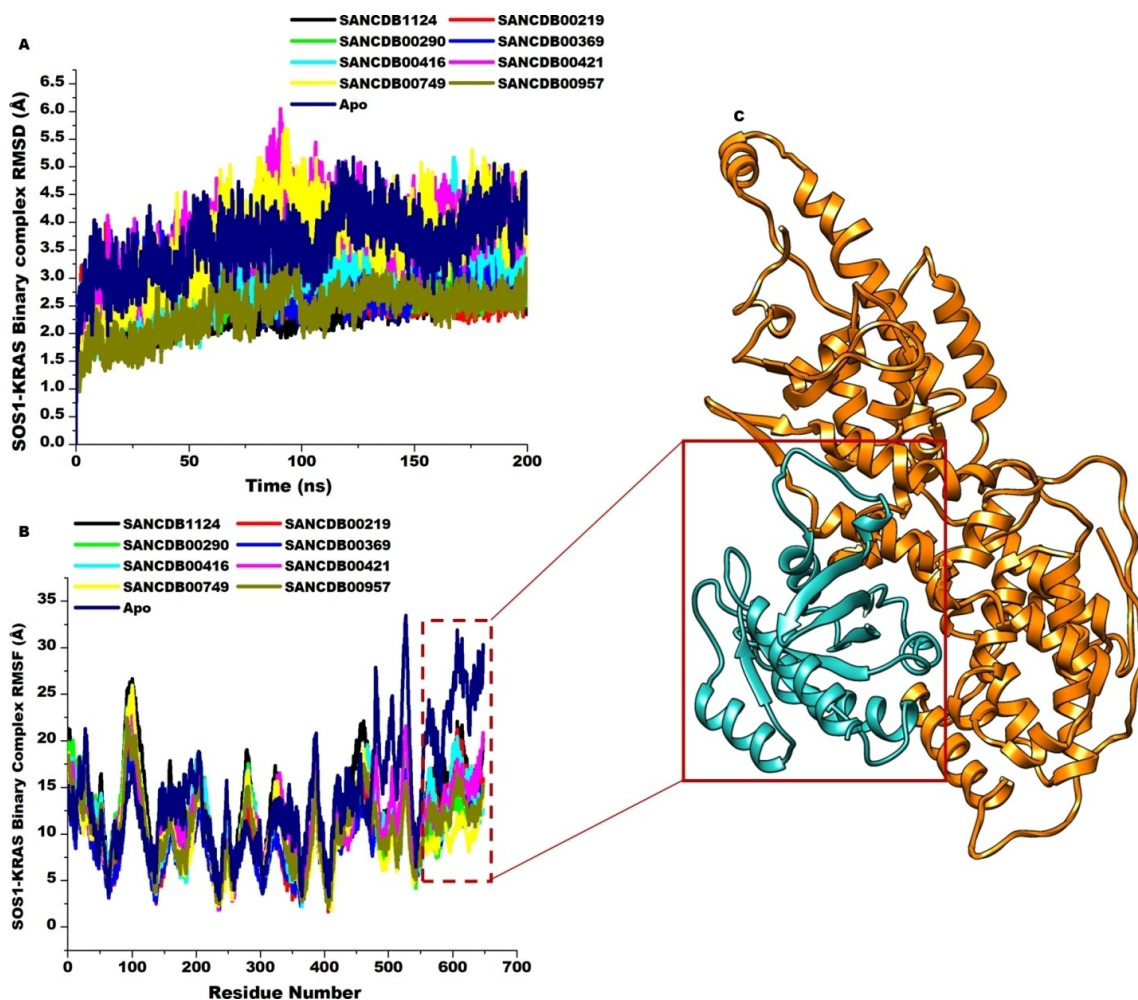 A
SANCDB1124 SANCDB00219
SANCDB00290 SANCDB00369
SANCDB00416 SANCDB00421
SANCDB00749 SANCDB00957
Apo
SOS1-KRAS Binary complex RMSD (Å)
6.5
6.0
5.5
5.0
4.5
4.0
3.5
3.0
2.5
2.0
1.5
1.0
0.5
0.0
0 50 100 150 200
Time (ns)
B
SANCDB1124 SANCDB00219
SANCDB00290 SANCDB00369
SANCDB00416 SANCDB00421
SANCDB00749 SANCDB00957
Apo
SOS1-KRAS Binary Complex RMSF (Å)
35
30
25
20
15
10
5
0
0 100 200 300 400 500 600 700
Residue Number
C